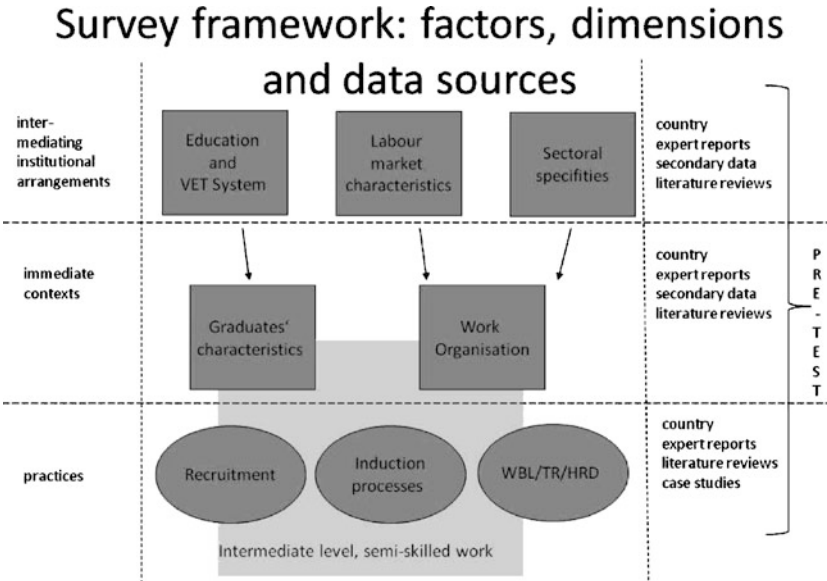 Survey framework: factors, dimensions
and data sources
inter-
mediating
institutional
arrangements
Education
and
VET System
Labour
market
characteristics
Sectoral
specifities
country
expert reports
secondary data
literature reviews
immediate
contexts
Graduates'
characteristics
Work
Organisation
country
expert reports
secondary data
literature reviews
P
R
E
-
T
E
S
T
practices
Recruitment
Induction
processes
WBL/TR/HRD
country
expert reports
literature reviews
case studies
Intermediate level, semi-skilled work